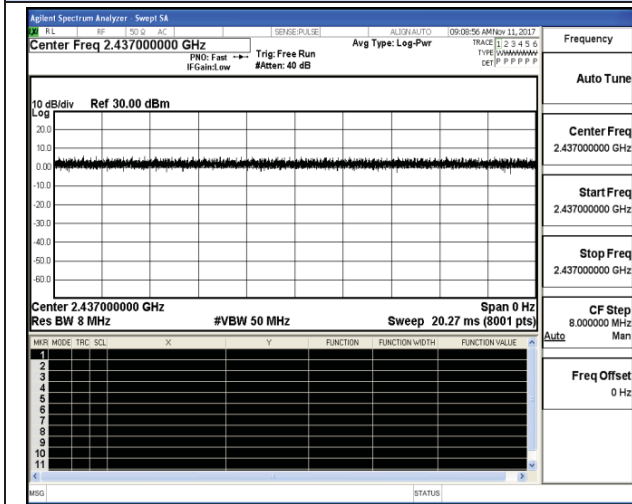 Agilent Spectrum Analyzer - Swept SA
RL RF 50 Ω AC SENSE:PULSE ALIGN AUTO 09:08:56 AM Nov 11, 2017
Center Freq 2.437000000 GHz
PNO: Fast
IFGain:Low
Trig: Free Run
#Atten: 40 dB
Avg Type: Log-Pwr
TRACE 1 2 3 4 5 6
TYPE WWWWWW
DET P P P P P P
Frequency
Auto Tune
10 dB/div Ref 30.00 dBm
Log
20.0
10.0
0.00
-10.0
-20.0
-30.0
-40.0
-50.0
-60.0
Center 2.437000000 GHz Span 0 Hz
Res BW 8 MHz #VBW 50 MHz Sweep 20.27 ms (8001 pts)
MKR MODE TRC SCL X Y FUNCTION FUNCTION WIDTH FUNCTION VALUE
1
2
3
4
5
6
7
8
9
10
11
Center Freq
2.437000000 GHz
Start Freq
2.437000000 GHz
Stop Freq
2.437000000 GHz
CF Step
8.000000 MHz
Auto Man
Freq Offset
0 Hz
MSG STATUS